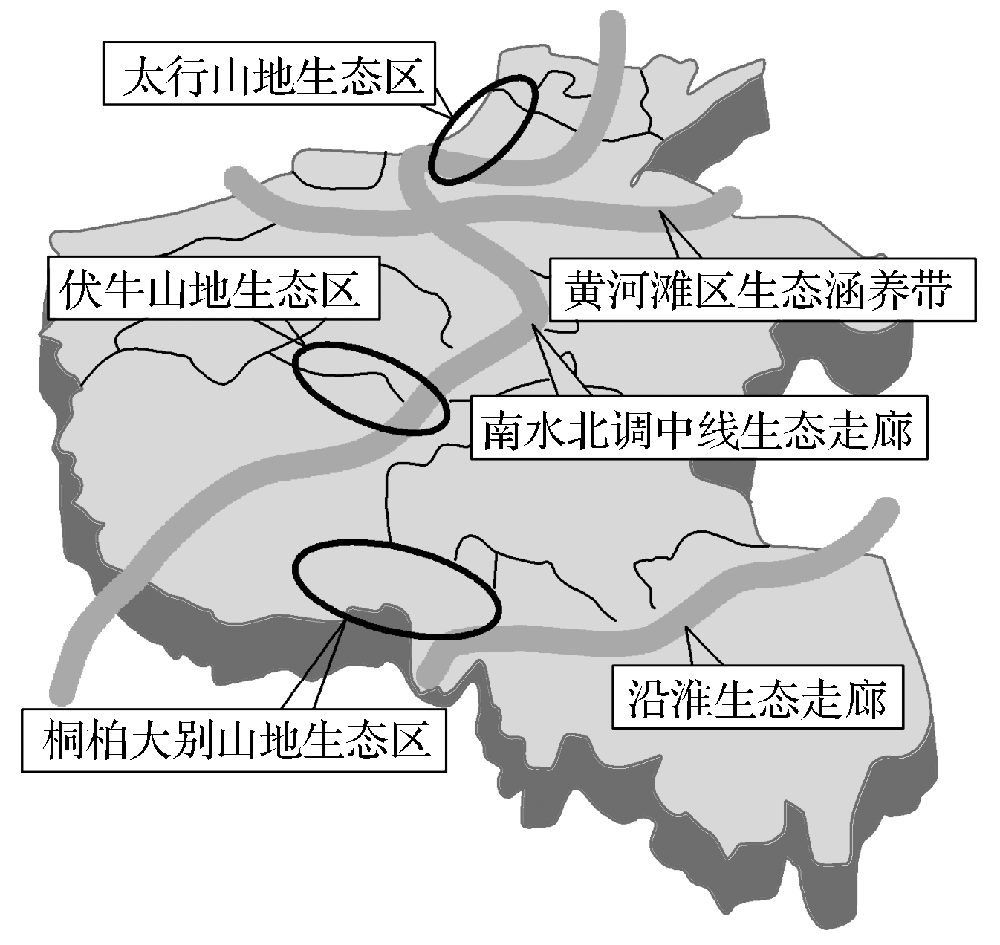 太行山地生态区
伏牛山地生态区
黄河滩区生态涵养带
南水北调中线生态走廊
沿淮生态走廊
桐柏大别山地生态区